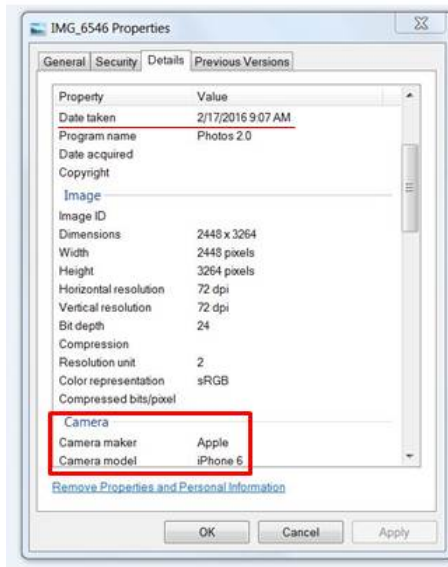 IMG_6546 Properties
General Security Details Previous Versions
Property Value
Date taken 2/17/2016 9:07 AM
Program name Photos 2.0
Date acquired
Copyright
Image
Image ID
Dimensions 2448 x 3264
Width 2448 pixels
Height 3264 pixels
Horizontal resolution 72 dpi
Vertical resolution 72 dpi
Bit depth 24
Compression
Resolution unit 2
Color representation sRGB
Compressed bits/pixel
Camera
Camera maker Apple
Camera model iPhone 6
Remove Properties and Personal Information
OK Cancel Apply